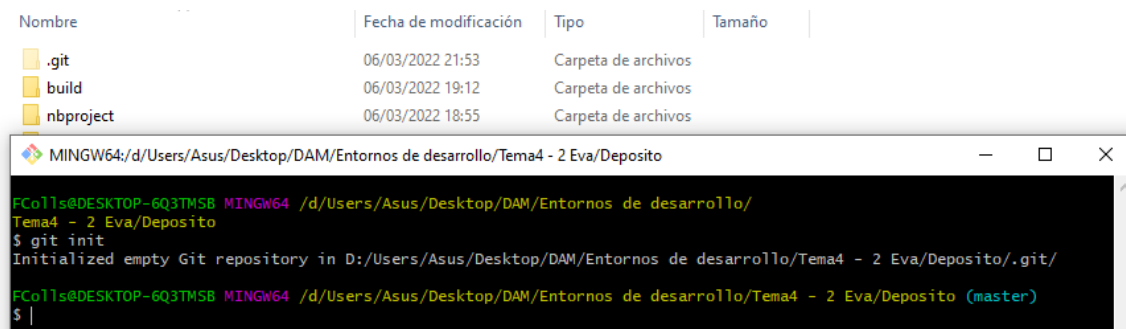 Nombre Fecha de modificación Tipo Tamaño
.git 06/03/2022 21:53 Carpeta de archivos
build 06/03/2022 19:12 Carpeta de archivos
nbproject 06/03/2022 18:55 Carpeta de archivos
MINGW64:/d/Users/Asus/Desktop/DAM/Entornos de desarrollo/Tema4 - 2 Eva/Deposito
FColls@DESKTOP-6Q3TMSB MINGW64 /d/Users/Asus/Desktop/DAM/Entornos de desarrollo/
Tema4 - 2 Eva/Deposito
$ git init
Initialized empty Git repository in D:/Users/Asus/Desktop/DAM/Entornos de desarrollo/Tema4 - 2 Eva/Deposito/.git/
FColls@DESKTOP-6Q3TMSB MINGW64 /d/Users/Asus/Desktop/DAM/Entornos de desarrollo/Tema4 - 2 Eva/Deposito (master)
$